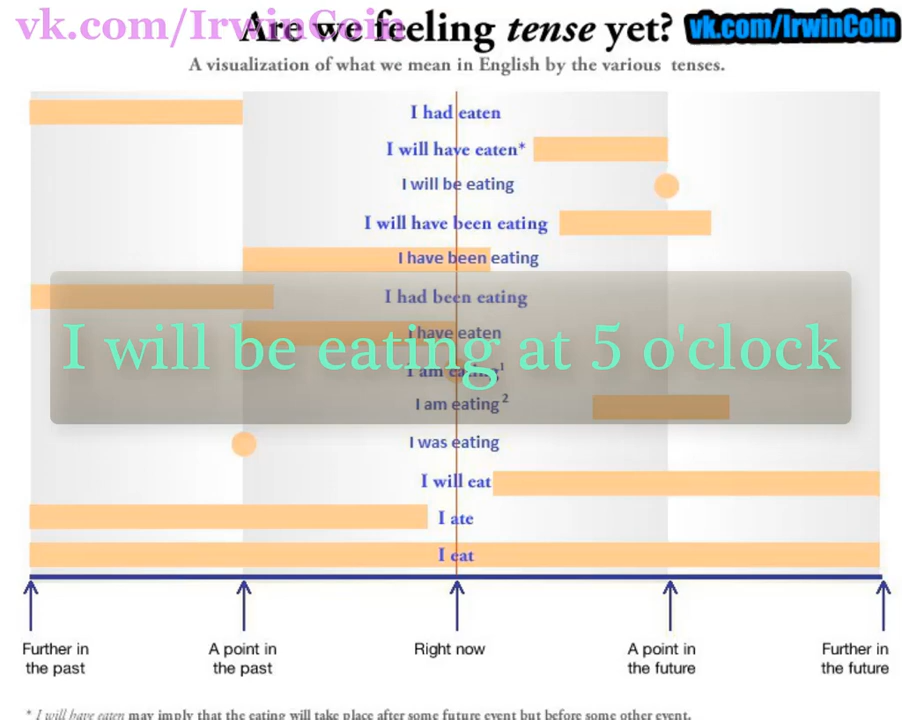 vk.com/IrwinCoin
Are we feeling tense yet?
vk.com/IrwinCoin
A visualization of what we mean in English by the various tenses.
I had eaten
I will have eaten*
I will be eating
I will have been eating
I have been eating
I had been eating
I have eaten
I will be eating at 5 o'clock
I am eating¹
I am eating²
I was eating
I will eat
I ate
I eat
Further in the past
A point in the past
Right now
A point in the future
Further in the future
* I will have eaten may imply that the eating will take place after some future event but before some other event.